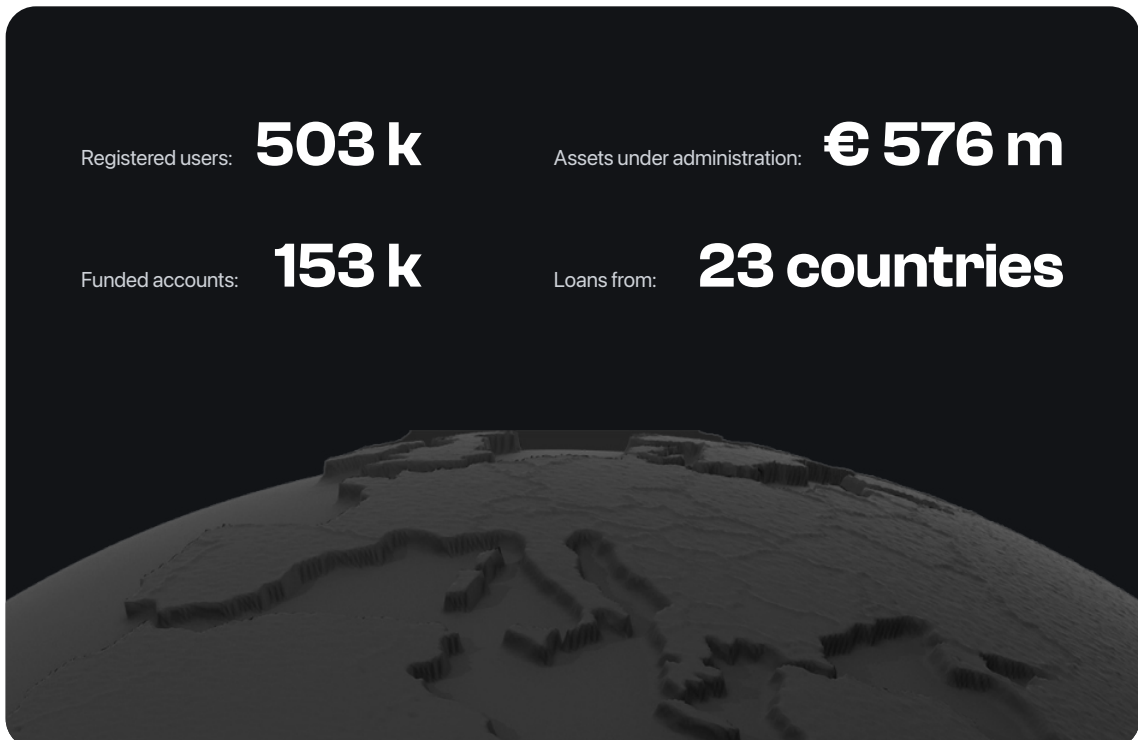 Registered users: 503 k
Assets under administration: € 576 m
Funded accounts: 153 k
Loans from: 23 countries